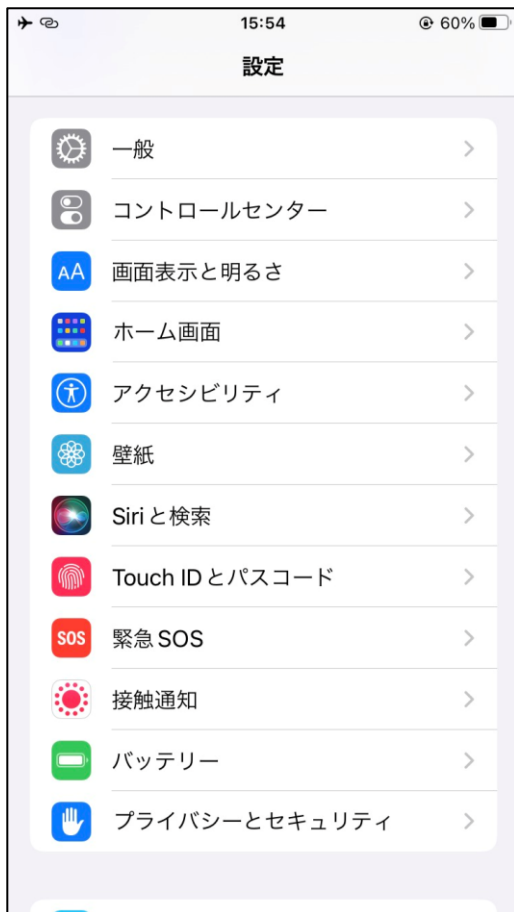 15:54
60%
設定
一般
コントロールセンター
AA
画面表示と明るさ
ホーム画面
アクセシビリティ
壁紙
Siriと検索
Touch IDとパスコード
SOS
緊急SOS
接触通知
バッテリー
プライバシーとセキュリティ